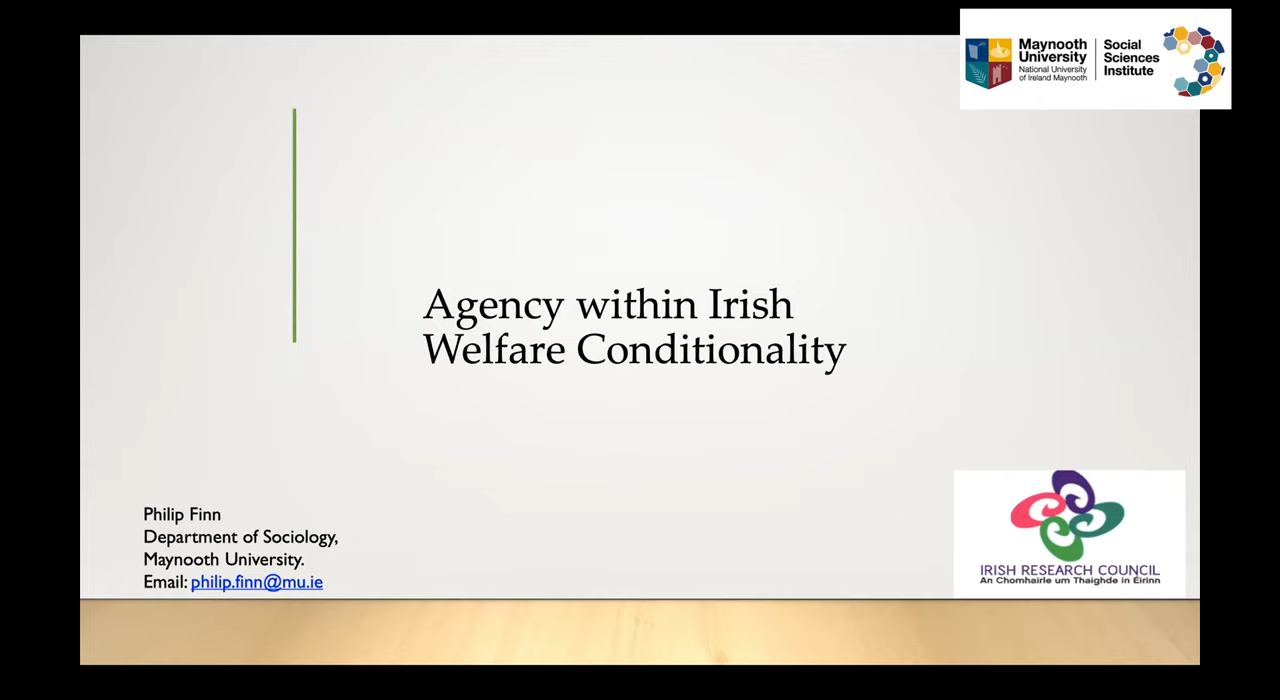 Maynooth
University
National University
of Ireland Maynooth
Social
Sciences
Institute
Agency within Irish
Welfare Conditionality
Philip Finn
Department of Sociology,
Maynooth University.
Email: philip.finn@mu.ie
IRISH RESEARCH COUNCIL
An Chomhairle um Thaighde in Éirinn